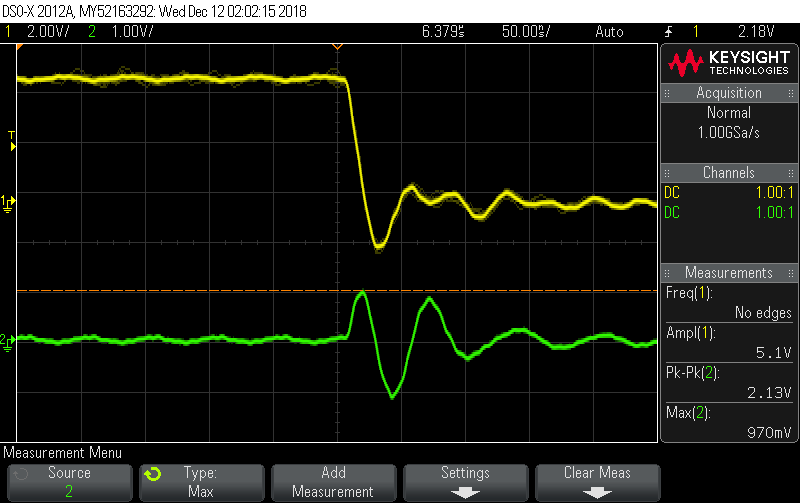 DSO-X 2012A, MY52163292: Wed Dec 12 02:02:15 2018
1 2.00V/ 2 1.00V/ 6.379s 50.00s/ Auto 1 2.18V
KEYSIGHT
TECHNOLOGIES
Acquisition
Normal
1.00GSa/s
Channels
DC 1.00:1
DC 1.00:1
Measurements
Freq(1):
No edges
Ampl(1):
5.1V
Pk-Pk(2):
2.13V
Max(2):
970mV
T
1
2
Measurement Menu
Source
2
Type:
Max
Add
Measurement
Settings
Clear Meas